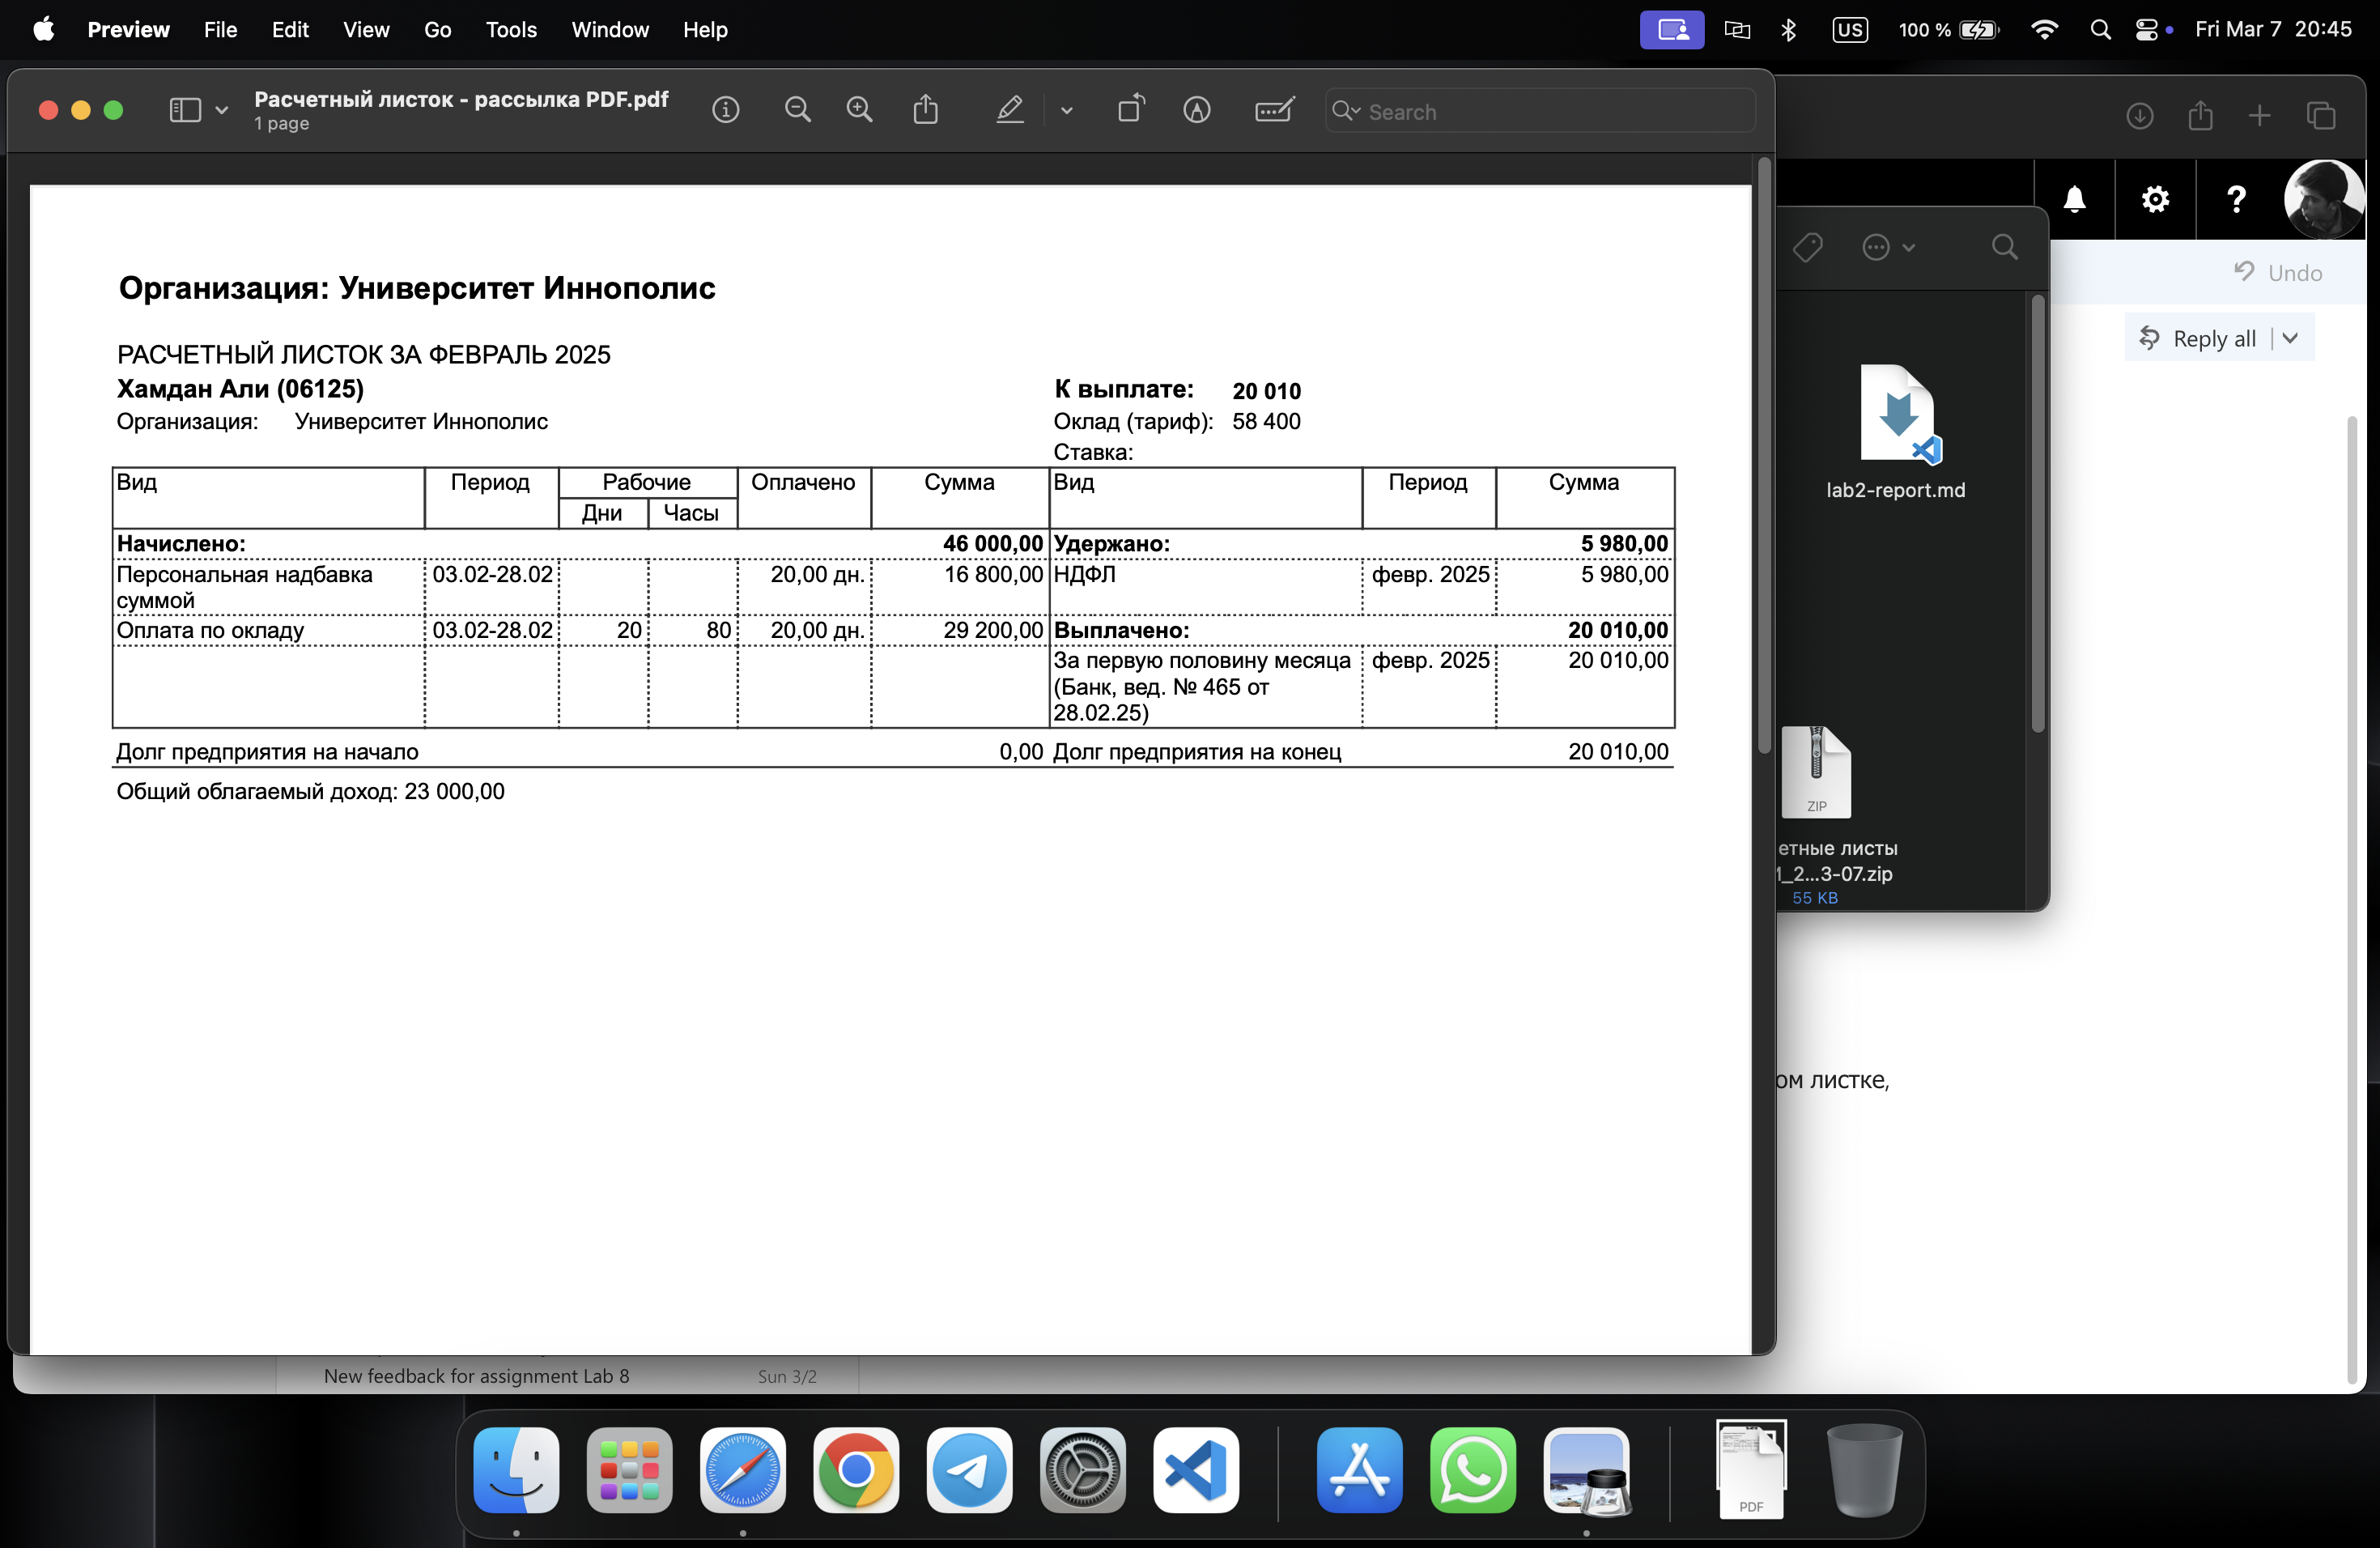 Preview File Edit View Go Tools Window Help
US 100 % Fri Mar 7 20:45
Расчетный листок - рассылка PDF.pdf
1 page
Search
Организация: Университет Иннополис
РАСЧЕТНЫЙ ЛИСТОК ЗА ФЕВРАЛЬ 2025
Хамдан Али (06125) К выплате: 20 010
Организация: Университет Иннополис Оклад (тариф): 58 400
Ставка:
Вид Период Рабочие Оплачено Сумма Вид Период Сумма
Дни Часы
Начислено: 46 000,00 Удержано: 5 980,00
Персональная надбавка 03.02-28.02 20,00 дн. 16 800,00 НДФЛ февр. 2025 5 980,00
суммой
Оплата по окладу 03.02-28.02 20 80 20,00 дн. 29 200,00 Выплачено: 20 010,00
За первую половину месяца февр. 2025 20 010,00
(Банк, вед. № 465 от
28.02.25)
Долг предприятия на начало 0,00 Долг предприятия на конец 20 010,00
Общий облагаемый доход: 23 000,00
Undo
Reply all
lab2-report.md
ZIP
етные листы
_2...3-07.zip
55 KB
ом листке,
New feedback for assignment Lab 8 Sun 3/2
PDF